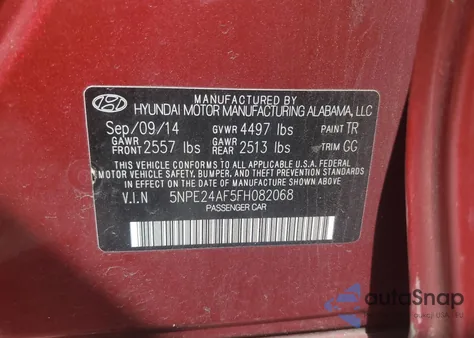 MANUFACTURED BY
HYUNDAI MOTOR MANUFACTURING ALABAMA, LLC
Sep/09/14 GVWR 4497 lbs PAINT TR
GAWR FRONT 2557 lbs GAWR REAR 2513 lbs TRIM GG
THIS VEHICLE CONFORMS TO ALL APPLICABLE U.S.A. FEDERAL
MOTOR VEHICLE SAFETY, BUMPER, AND THEFT PREVENTION STANDARDS
IN EFFECT ON THE DATE OF MANUFACTURE SHOWN ABOVE.
V.I.N 5NPE24AF5FH082068
PASSENGER CAR
autoSnap